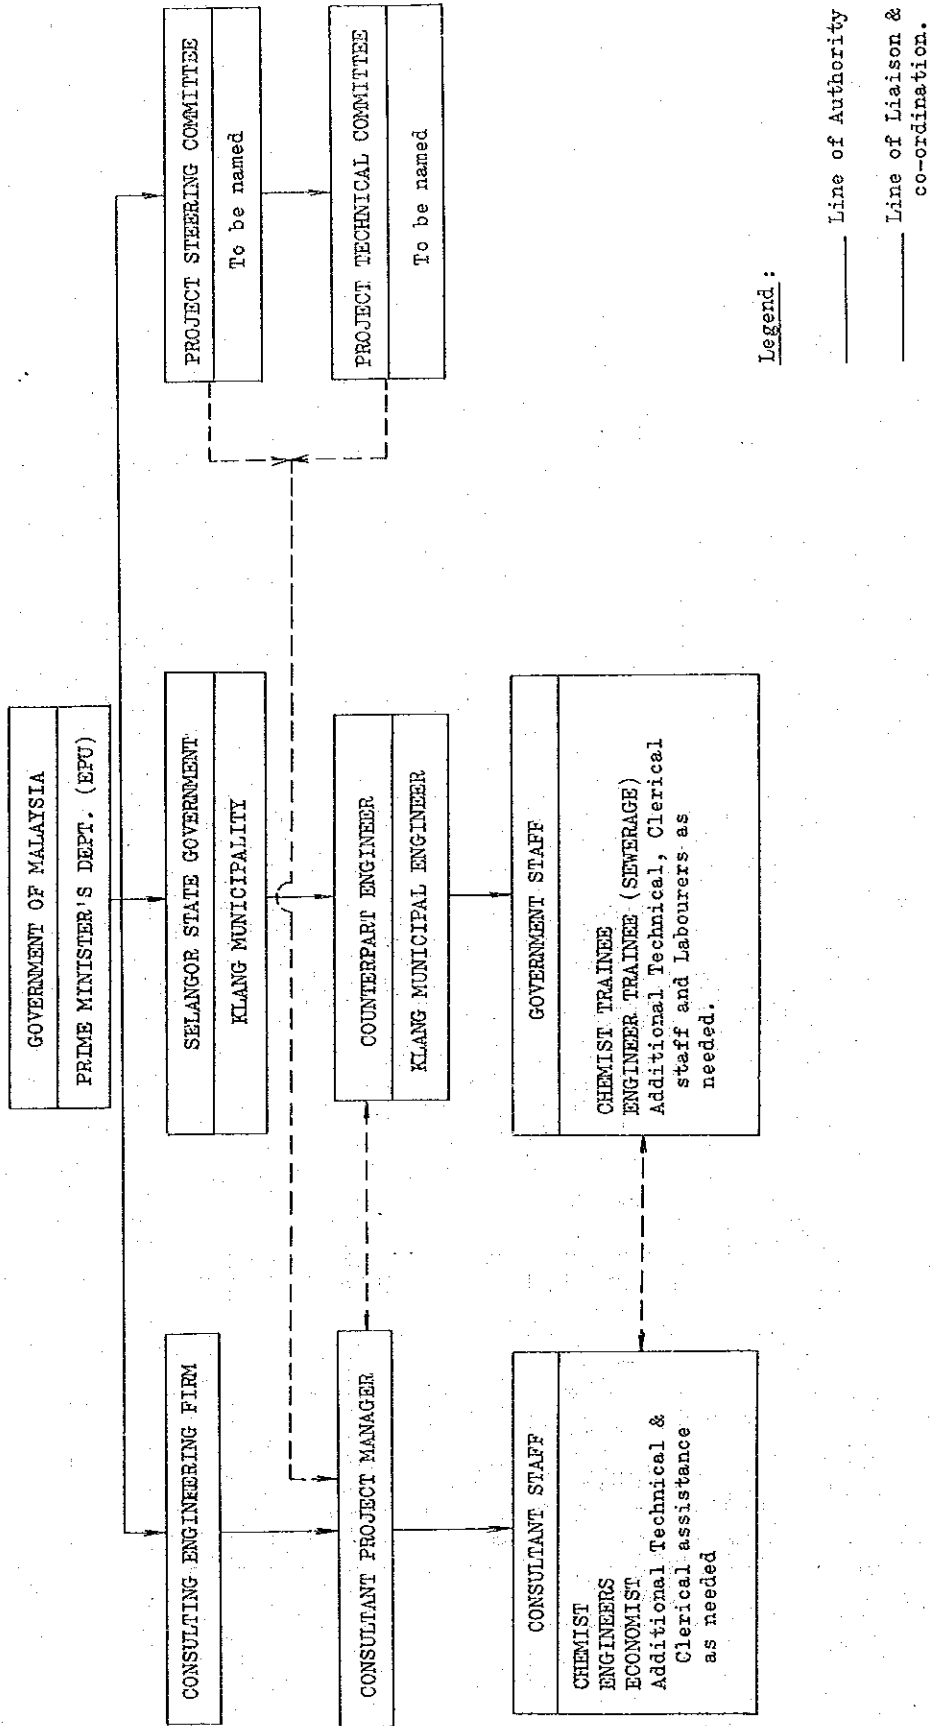 GOVERNMENT OF MALAYSIA
PRIME MINISTER'S DEPT. (EPU)
CONSULTING ENGINEERING FIRM
SELANGOR STATE GOVERNMENT
KLANG MUNICIPALITY
PROJECT STEERING COMMITTEE
To be named
CONSULTANT PROJECT MANAGER
COUNTERPART ENGINEER
KLANG MUNICIPAL ENGINEER
PROJECT TECHNICAL COMMITTEE
To be named
CONSULTANT STAFF
CHEMIST
ENGINEERS
ECONOMIST
Additional Technical &
Clerical assistance
as needed
GOVERNMENT STAFF
CHEMIST TRAINEE
ENGINEER TRAINEE (SEWERAGE)
Additional Technical, Clerical
staff and Labourers as
needed.
Legend :
Line of Authority
Line of Liaison &
co-ordination.